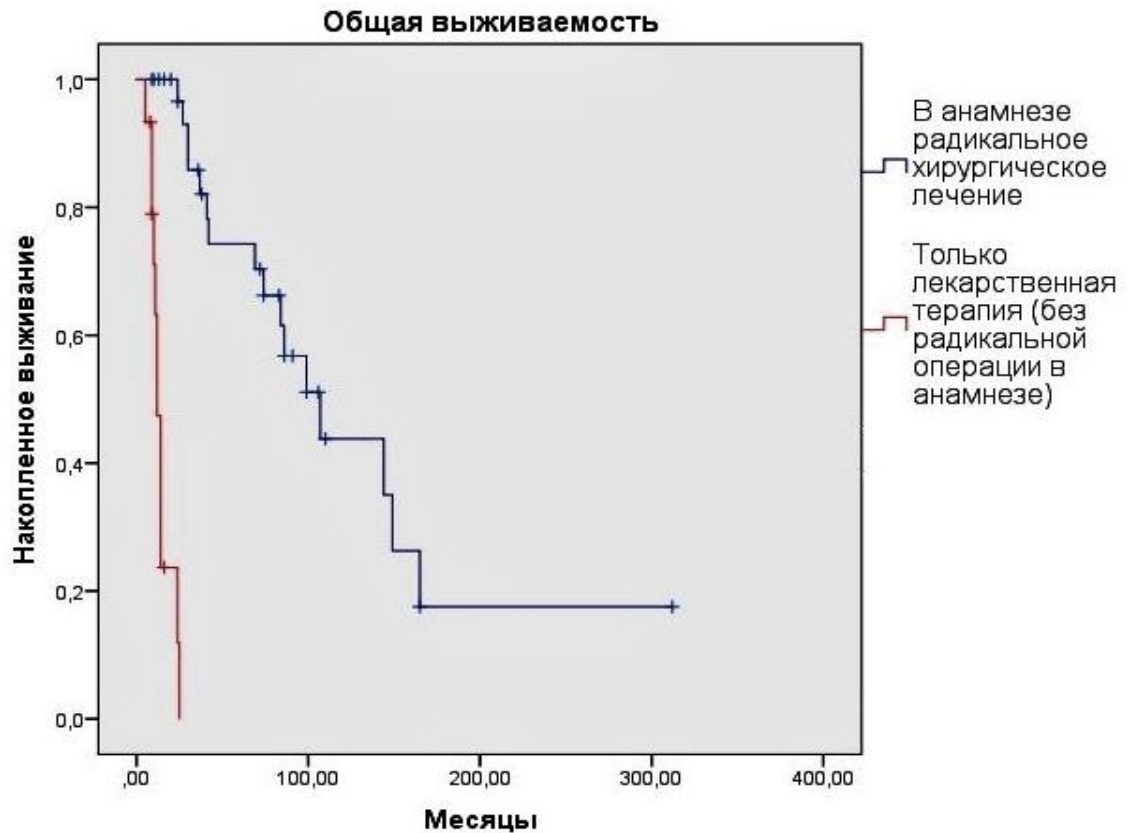 Общая выживаемость
Накопленное выживание
1,0
0,8
0,6
0,4
0,2
0,0
,00
100,00
200,00
300,00
400,00
Месяцы
В анамнезе
радикальное
хирургическое
лечение
Только
лекарственная
терапия (без
радикальной
операции в
анамнезе)